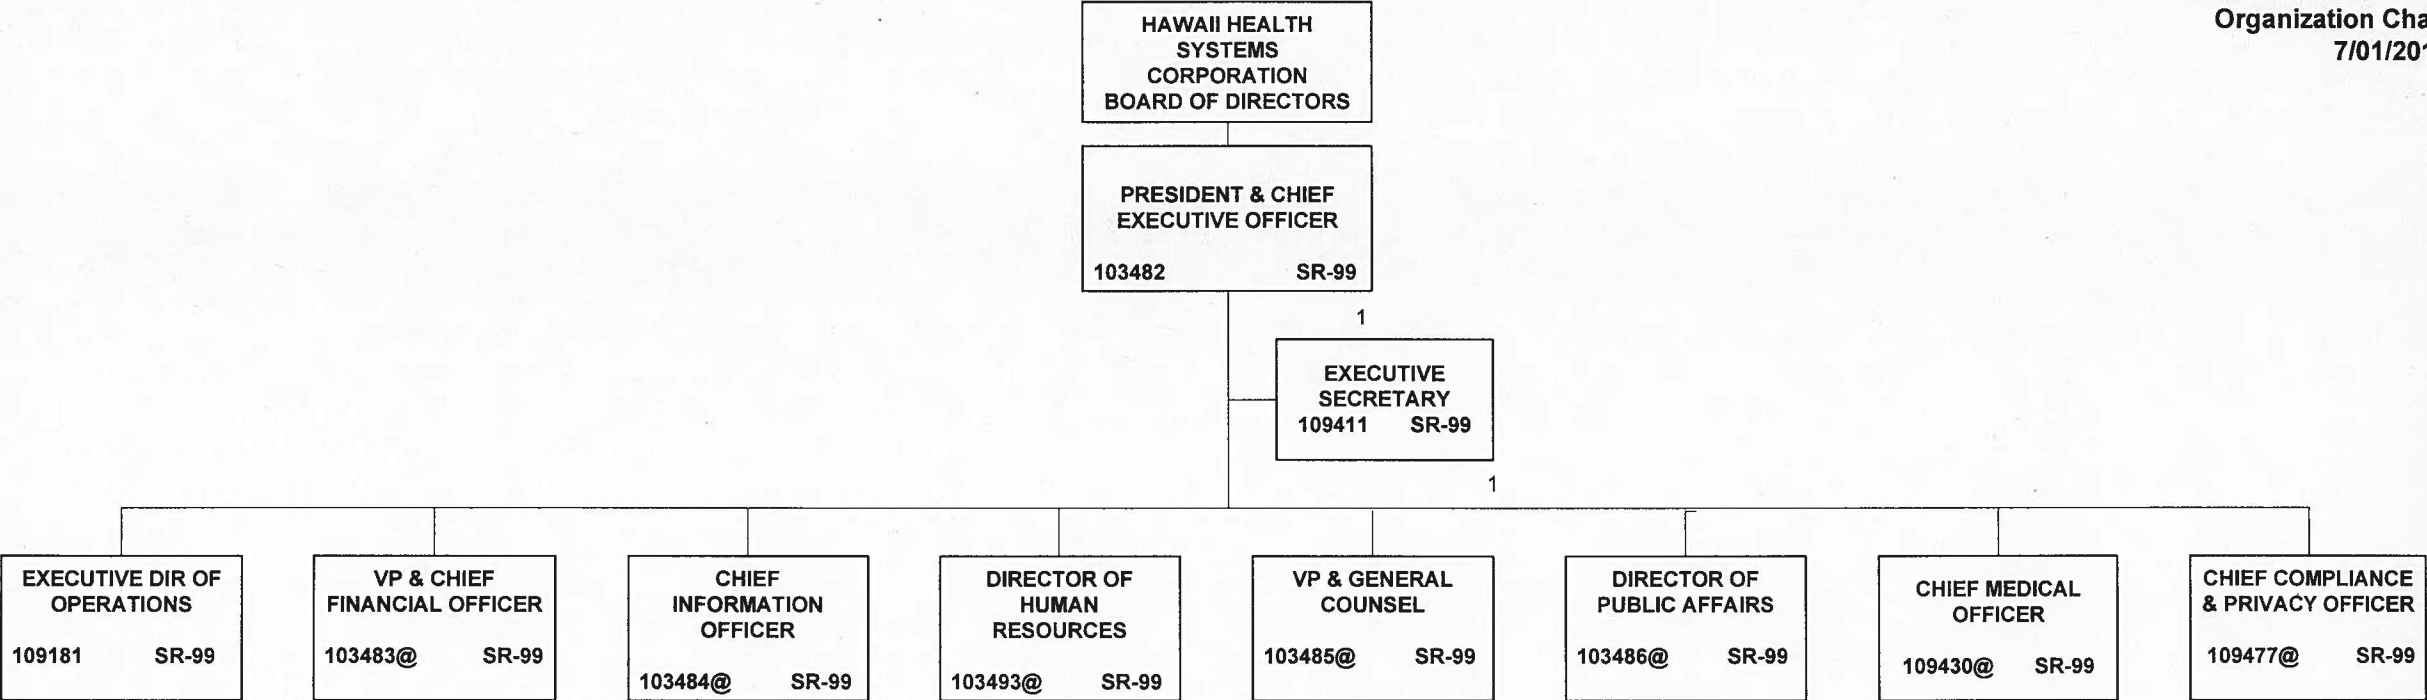 Organization Cha
7/01/201
HAWAII HEALTH
SYSTEMS
CORPORATION
BOARD OF DIRECTORS
PRESIDENT & CHIEF
EXECUTIVE OFFICER
103482 SR-99
1
EXECUTIVE
SECRETARY
109411 SR-99
1
EXECUTIVE DIR OF
OPERATIONS
109181 SR-99
VP & CHIEF
FINANCIAL OFFICER
103483@ SR-99
CHIEF
INFORMATION
OFFICER
103484@ SR-99
DIRECTOR OF
HUMAN
RESOURCES
103493@ SR-99
VP & GENERAL
COUNSEL
103485@ SR-99
DIRECTOR OF
PUBLIC AFFAIRS
103486@ SR-99
CHIEF MEDICAL
OFFICER
109430@ SR-99
CHIEF COMPLIANCE
& PRIVACY OFFICER
109477@ SR-99